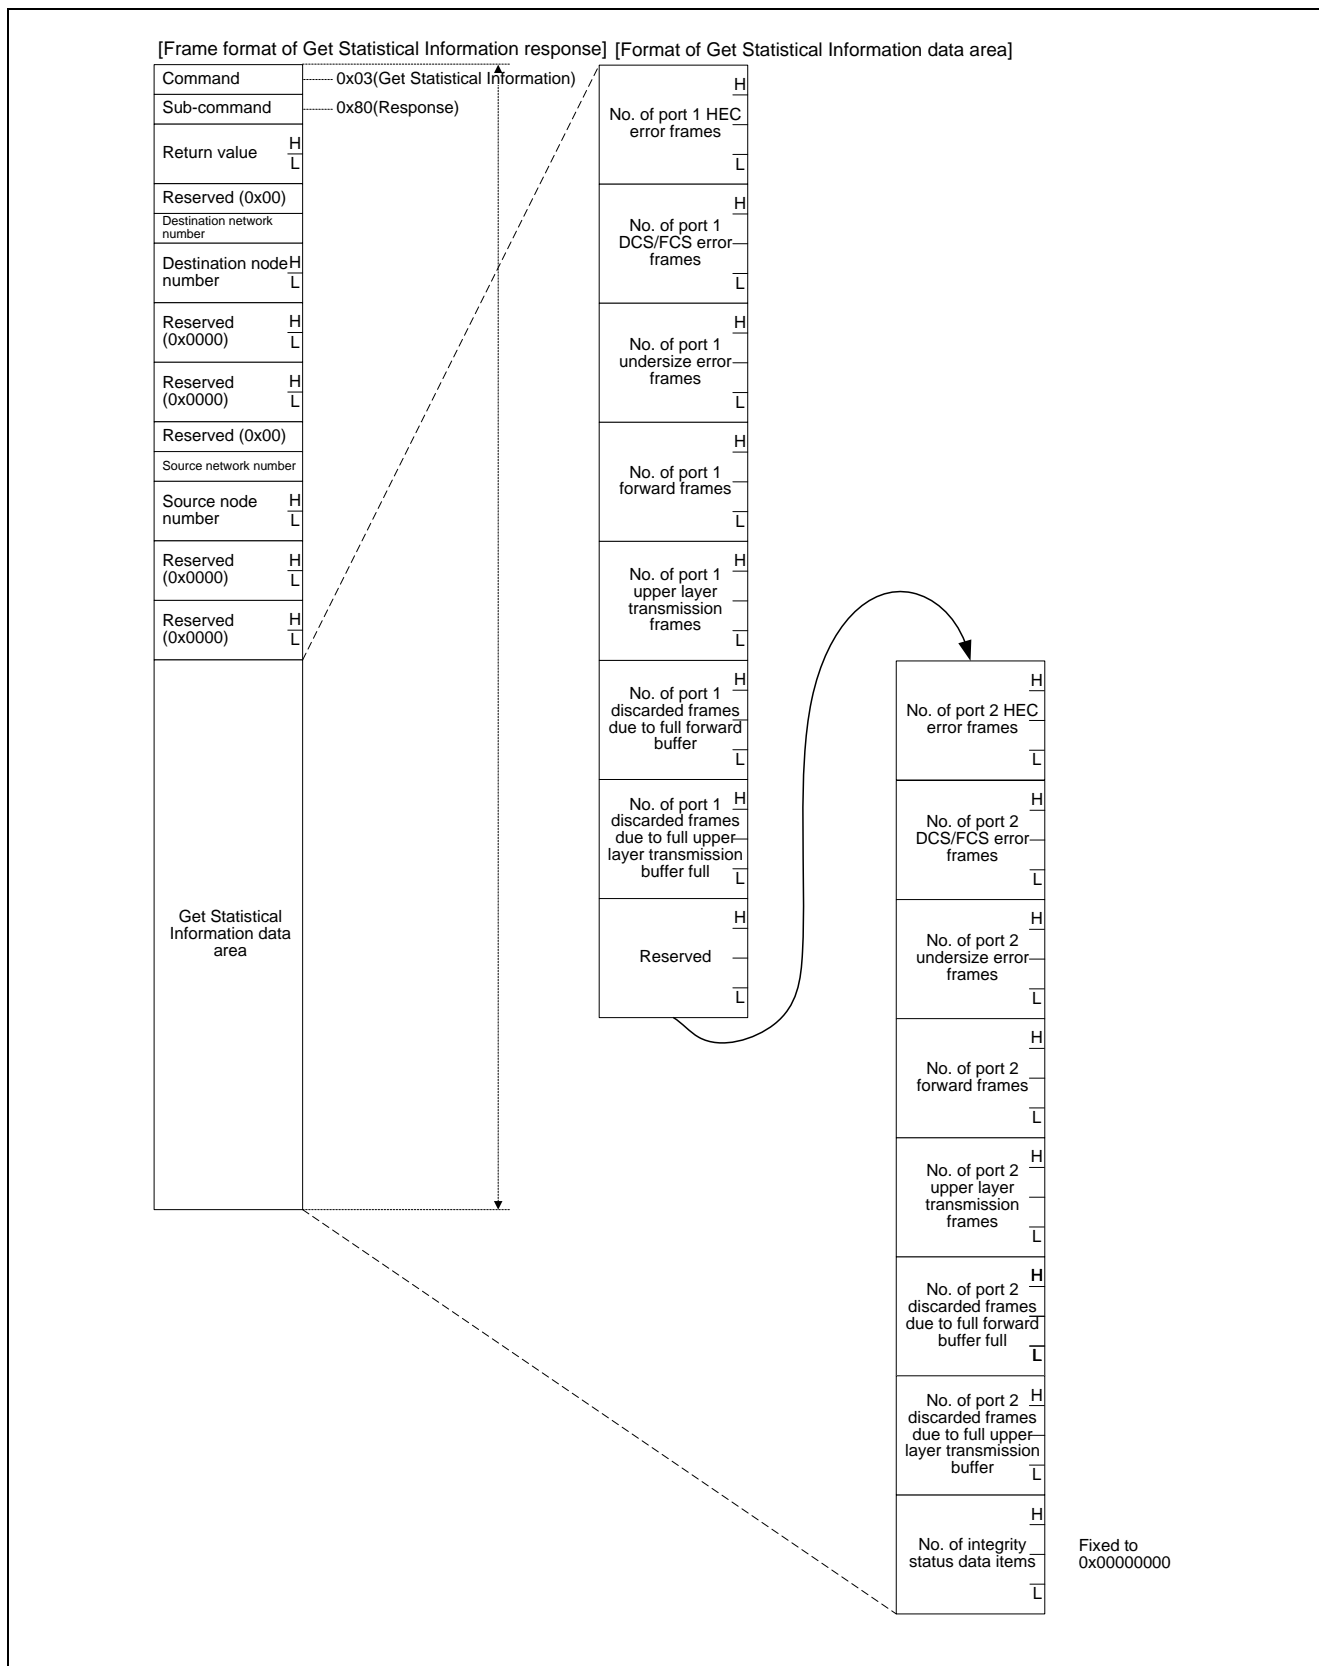 [Frame format of Get Statistical Information response]
Command
0x03(Get Statistical Information)
Sub-command
0x80(Response)
Return value
H
L
Reserved (0x00)
Destination network
number
Destination node
number
H
L
Reserved
(0x0000)
H
L
Reserved
(0x0000)
H
L
Reserved (0x00)
Source network number
Source node
number
H
L
Reserved
(0x0000)
H
L
Reserved
(0x0000)
H
L
Get Statistical
Information data
area
[Format of Get Statistical Information data area]
H
No. of port 1 HEC
error frames
L
H
No. of port 1
DCS/FCS error
frames
L
H
No. of port 1
undersize error
frames
L
H
No. of port 1
forward frames
L
H
No. of port 1
upper layer
transmission
frames
L
H
No. of port 1
discarded frames
due to full forward
buffer
L
H
No. of port 1
discarded frames
due to full upper
layer transmission
buffer full
L
H
Reserved
L
H
No. of port 2 HEC
error frames
L
H
No. of port 2
DCS/FCS error
frames
L
H
No. of port 2
undersize error
frames
L
H
No. of port 2
forward frames
L
H
No. of port 2
upper layer
transmission
frames
L
H
No. of port 2
discarded frames
due to full forward
buffer full
L
H
No. of port 2
discarded frames
due to full upper
layer transmission
buffer
L
H
No. of integrity
status data items
L
Fixed to
0x00000000